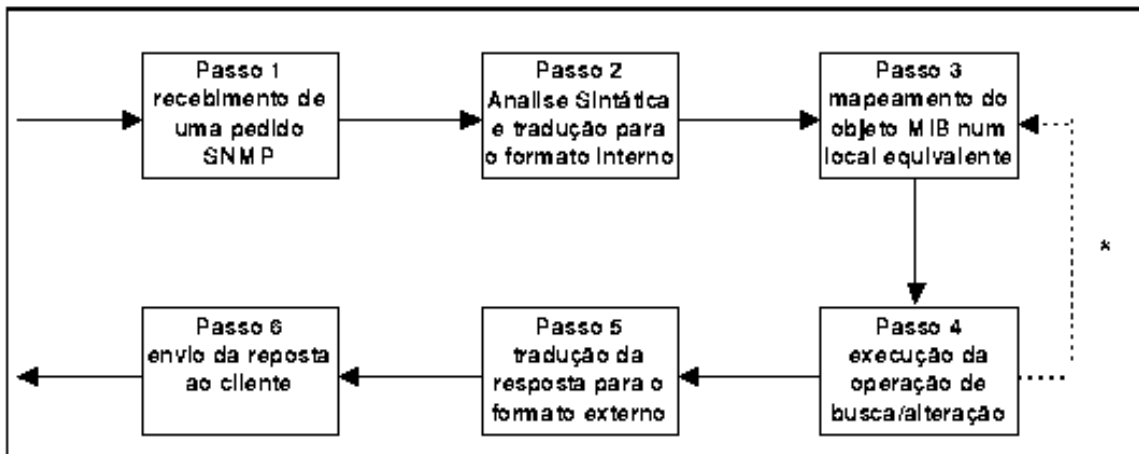 Passo 1
recebimento de
uma pedido
SNMP
Passo 2
Analise Sintática
e tradução para
o formato Interno
Passo 3
mapeamento do
objeto MIB num
local equivalente
*
Passo 4
execução da
operação de
busca/alteração
Passo 5
tradução da
resposta para o
formato externo
Passo 6
envio da reposta
ao cliente